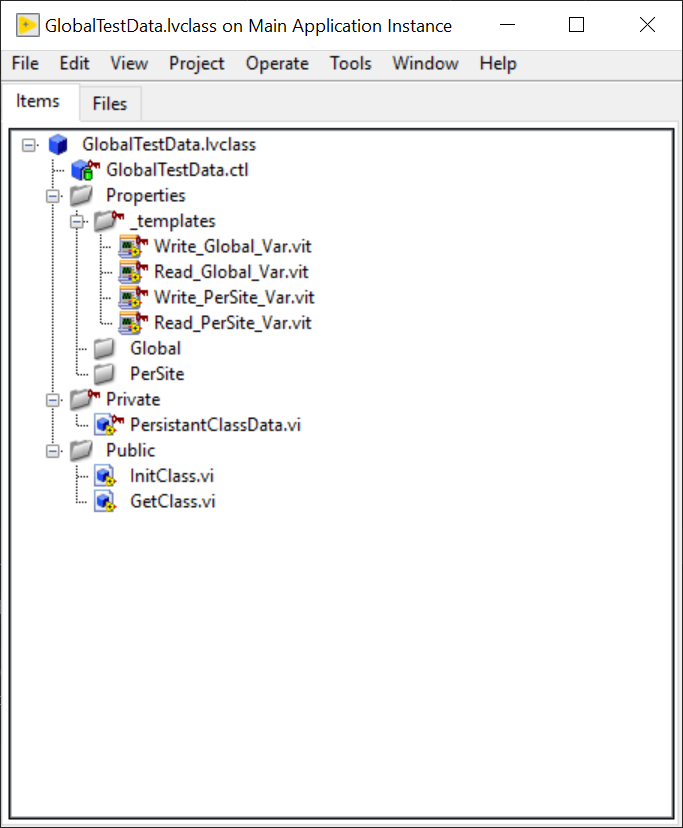 GlobalTestData.lvclass on Main Application Instance
File Edit View Project Operate Tools Window Help
Items Files
GlobalTestData.lvclass
GlobalTestData.ctl
Properties
_templates
Write_Global_Var.vit
Read_Global_Var.vit
Write_PerSite_Var.vit
Read_PerSite_Var.vit
Global
PerSite
Private
PersistantClassData.vi
Public
InitClass.vi
GetClass.vi